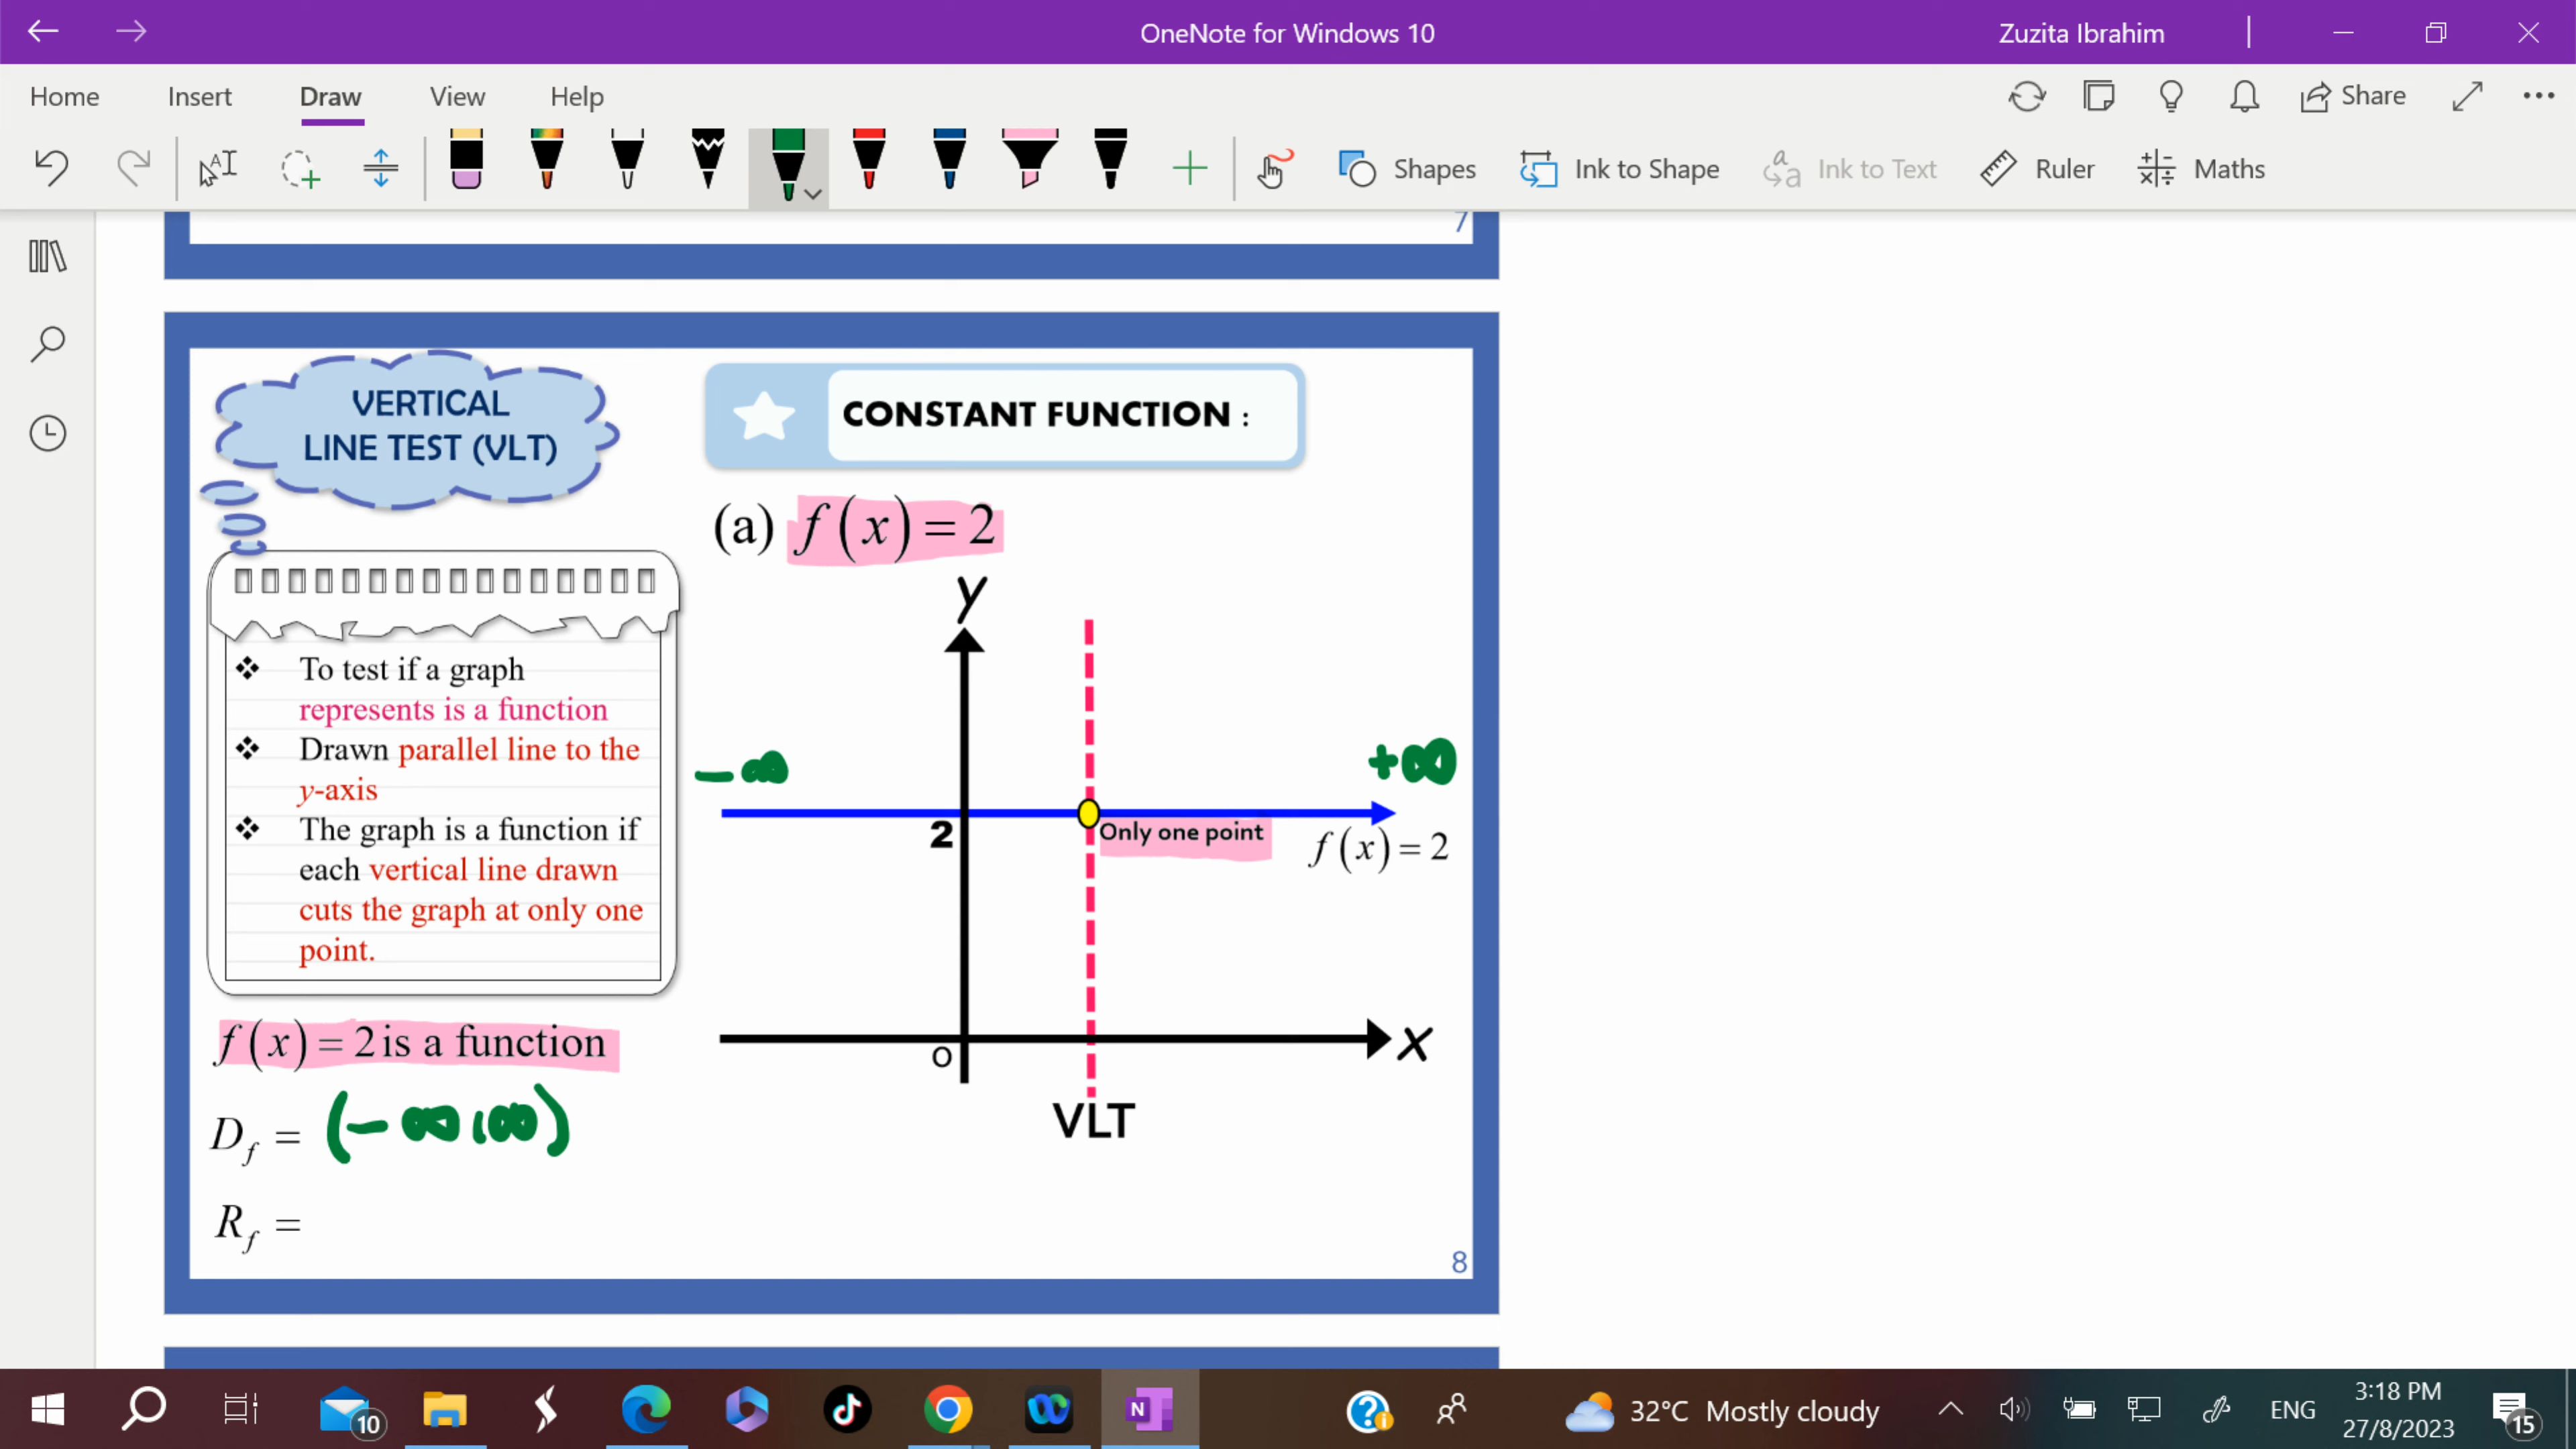 OneNote for Windows 10
Zuzita Ibrahim
Home Insert Draw View Help
Share
Shapes Ink to Shape Ink to Text Ruler Maths
7
VERTICAL
LINE TEST (VLT)
CONSTANT FUNCTION :
(a) f(x) = 2
❖ To test if a graph
represents is a function
❖ Drawn parallel line to the
y-axis
❖ The graph is a function if
each vertical line drawn
cuts the graph at only one
point.
f(x) = 2 is a function
D_f = (-∞,∞)
R_f =
y
-∞
+∞
2
Only one point
f(x) = 2
O
X
VLT
8
10
N
32°C Mostly cloudy
ENG
3:18 PM
27/8/2023
15